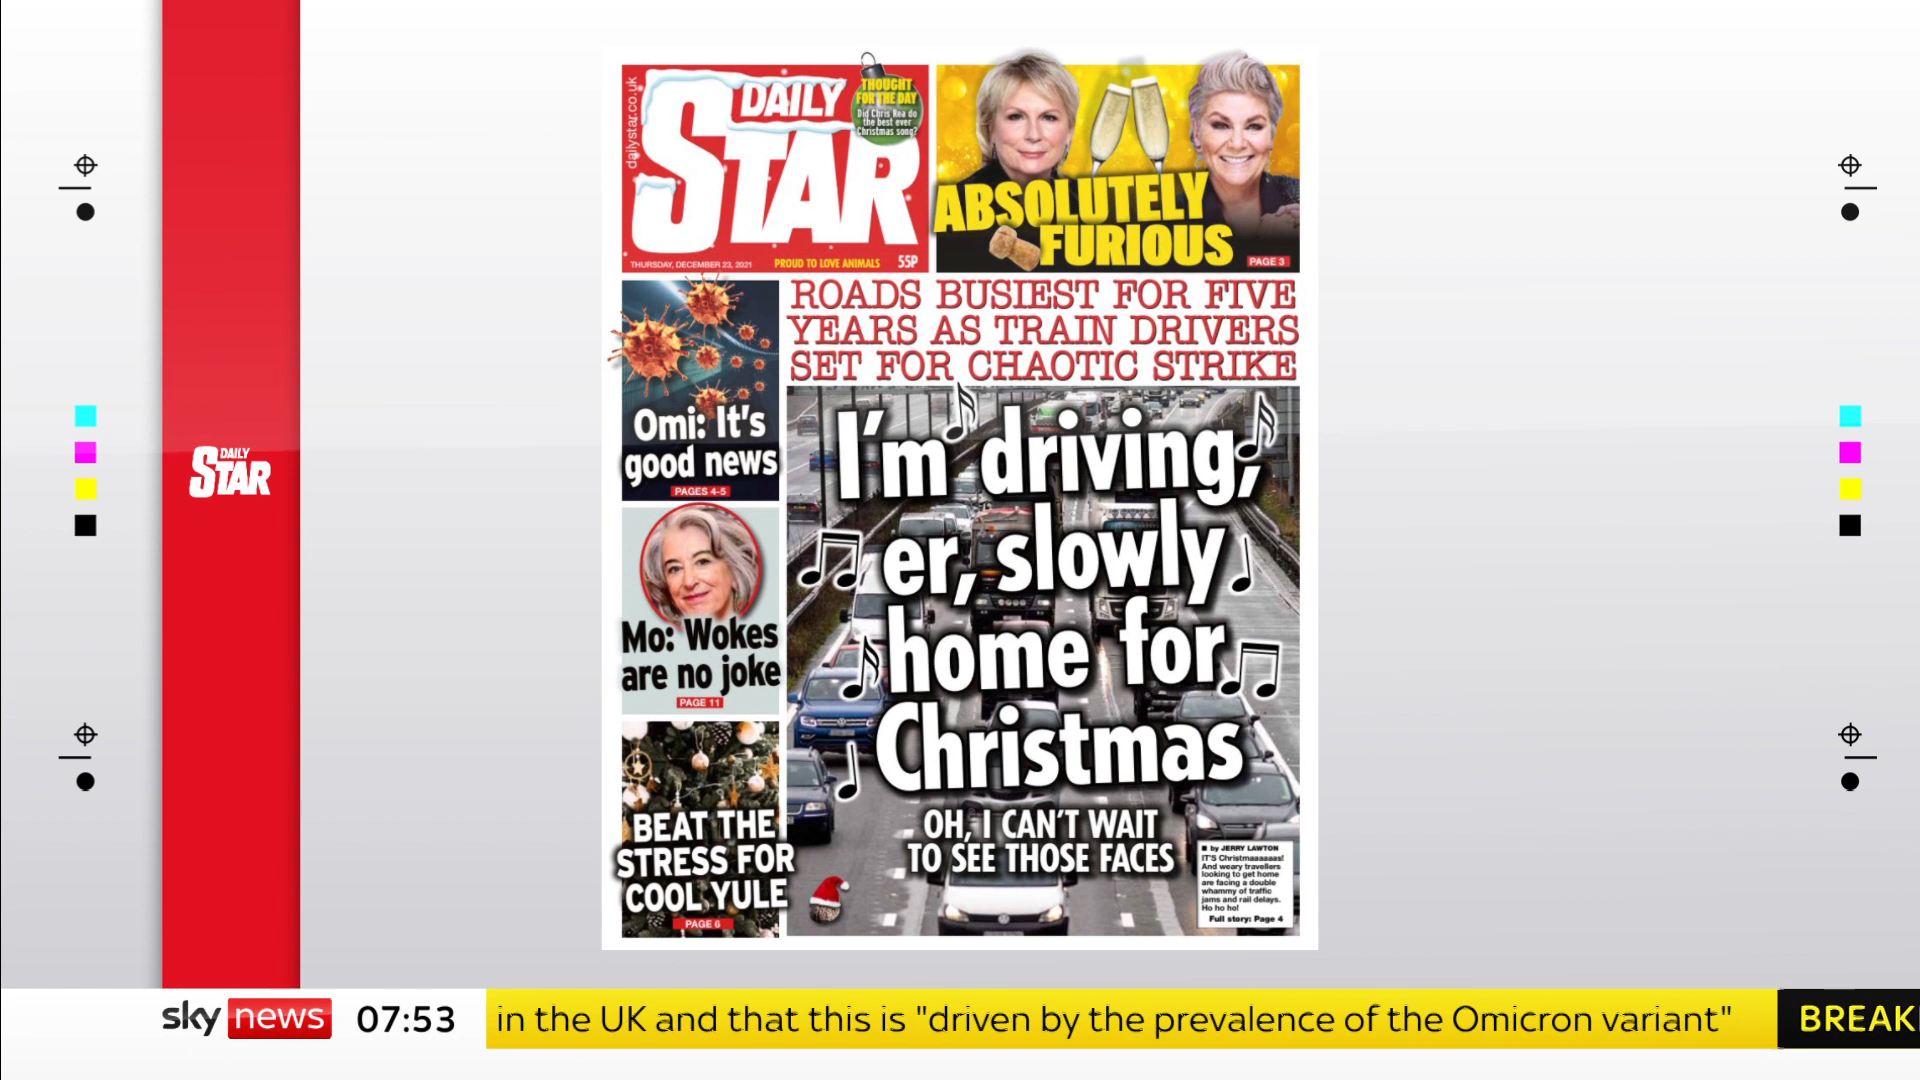 DAILY
STAR
dailystar.co.uk
DAILY
STAR
THOUGHT
FOR THE DAY
Did Chris Rea do
the best ever
Christmas song?
THURSDAY, DECEMBER 23, 2021
PROUD TO LOVE ANIMALS
55P
ABSOLUTELY
FURIOUS
PAGE 3
ROADS BUSIEST FOR FIVE
YEARS AS TRAIN DRIVERS
SET FOR CHAOTIC STRIKE
Omi: It's
good news
PAGES 4-5
Mo: Wokes
are no joke
PAGE 11
BEAT THE
STRESS FOR
COOL YULE
PAGE 6
I'm driving,
er, slowly
home for
Christmas
OH, I CAN'T WAIT
TO SEE THOSE FACES
■ by JERRY LAWTON
IT'S Christmaaaaaas!
And weary travellers
looking to get home
are facing a double
whammy of traffic
jams and rail delays.
Ho ho ho!
Full story: Page 4
sky news 07:53
in the UK and that this is "driven by the prevalence of the Omicron variant"
BREAK